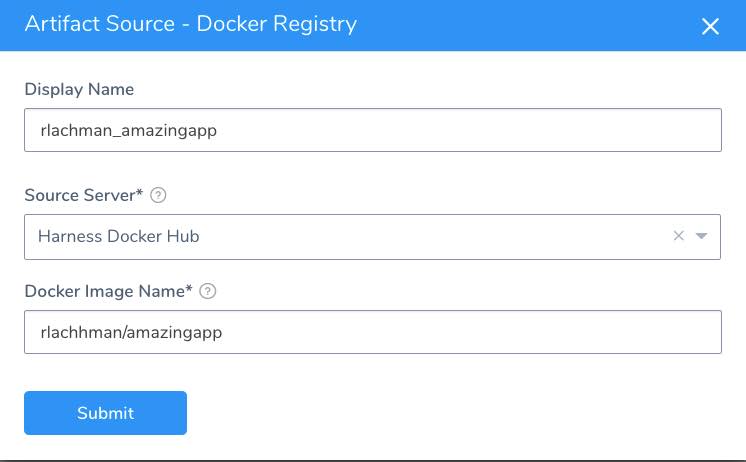 Artifact Source - Docker Registry
Display Name
rlachman_amazingapp
Source Server* ?
Harness Docker Hub
Docker Image Name* ?
rlachhman/amazingapp
Submit